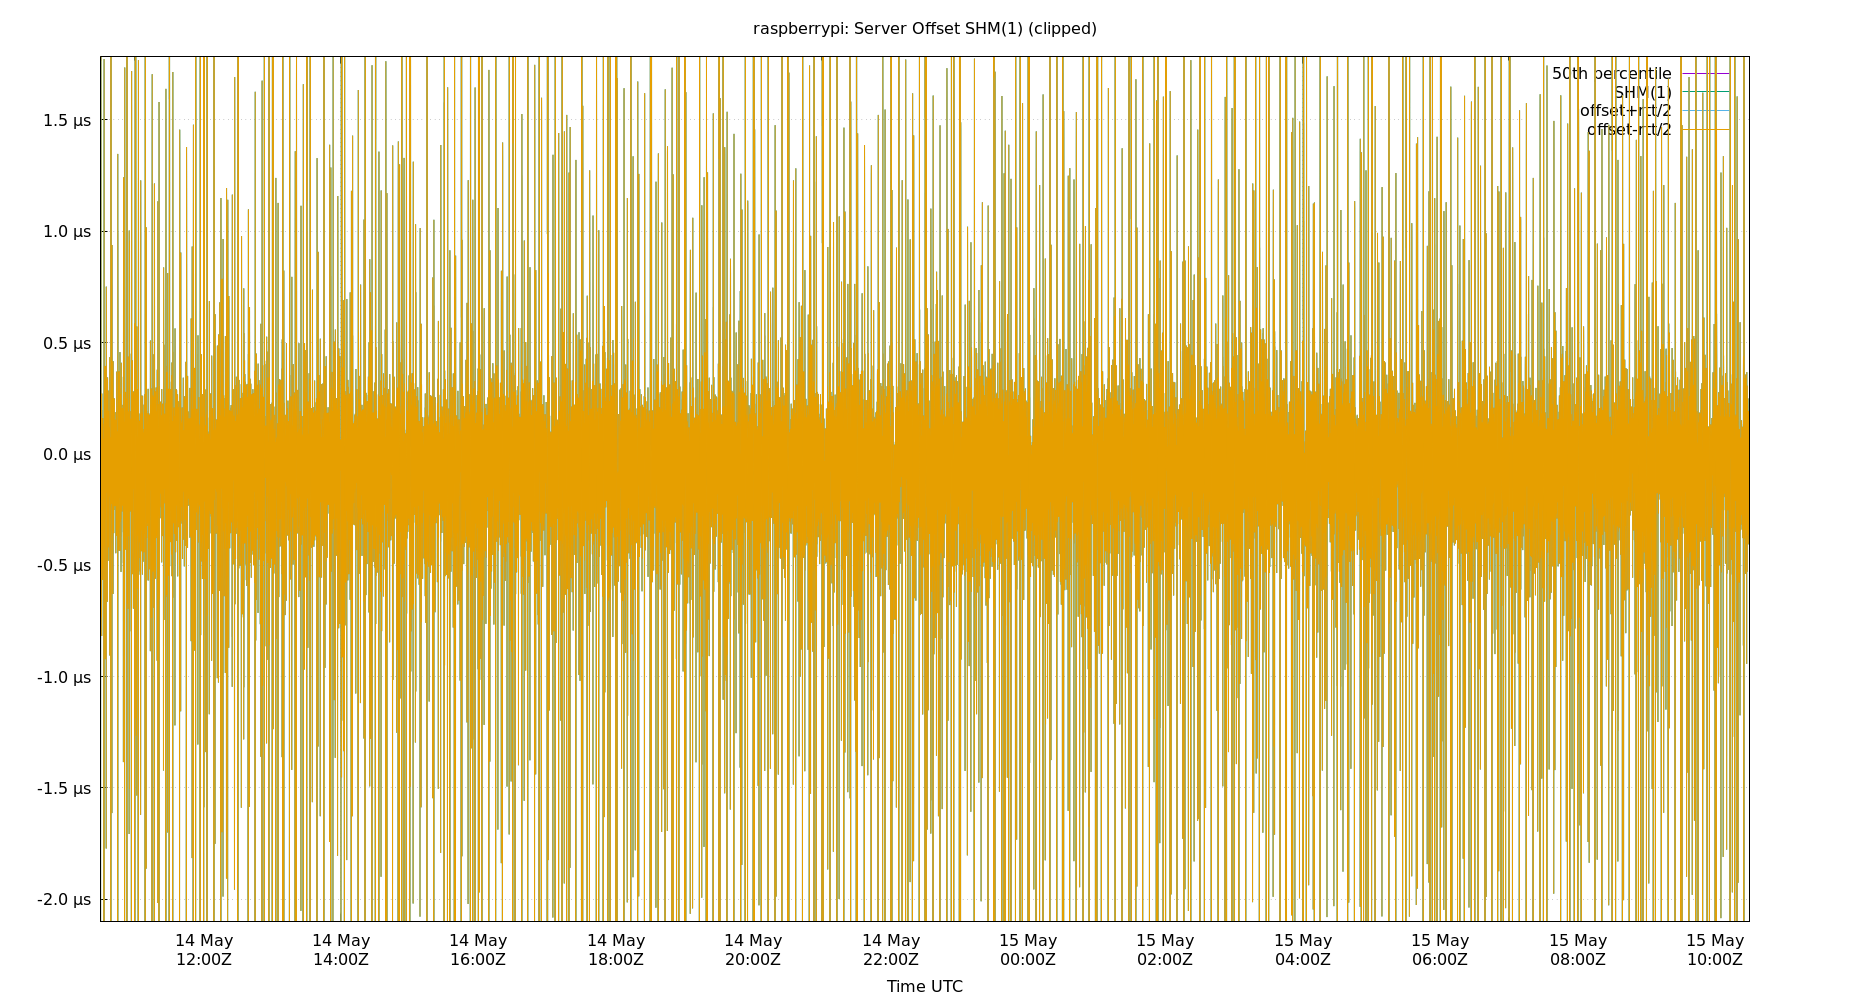 raspberrypi: Server Offset SHM(1) (clipped)
50th percentile
SHM(1)
offset+rtt/2
offset-rtt/2
1.5 µs
1.0 µs
0.5 µs
0.0 µs
-0.5 µs
-1.0 µs
-1.5 µs
-2.0 µs
14 May 14 May 14 May 14 May 14 May 14 May 15 May 15 May 15 May 15 May 15 May 15 May
12:00Z 14:00Z 16:00Z 18:00Z 20:00Z 22:00Z 00:00Z 02:00Z 04:00Z 06:00Z 08:00Z 10:00Z
Time UTC